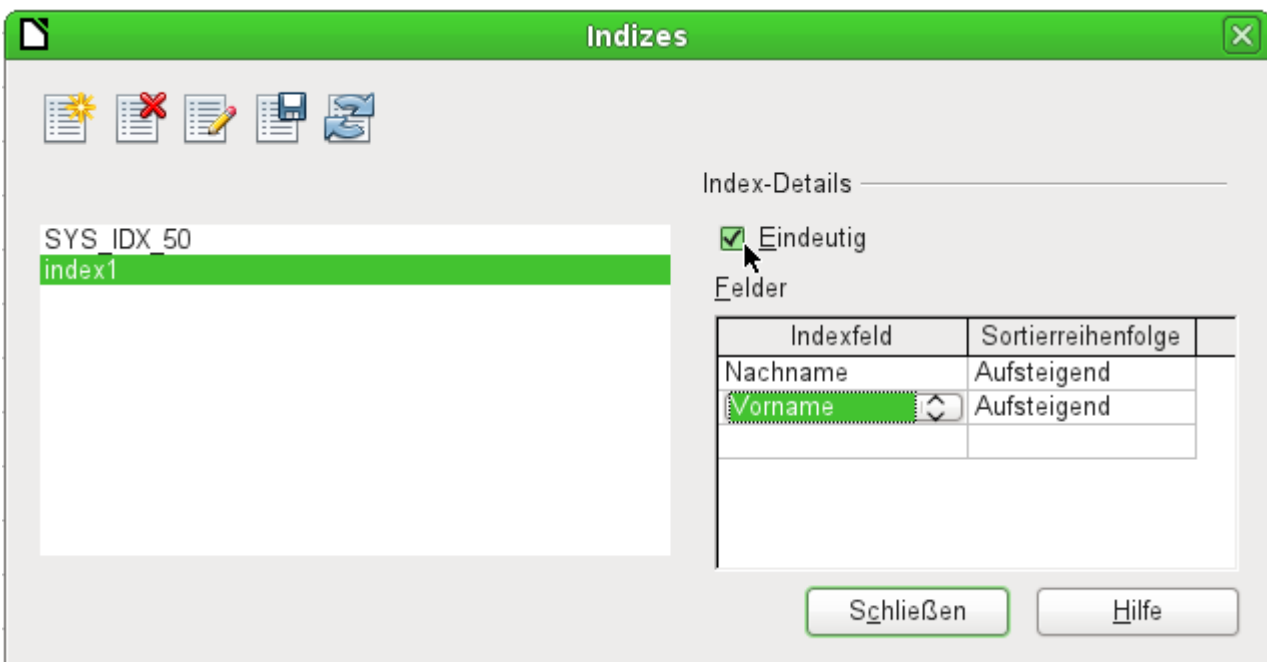 Indizes
Index-Details
SYS_IDX_50
index1
Eindeutig
Felder
Indexfeld Sortierreihenfolge
Nachname Aufsteigend
Vorname Aufsteigend
Schließen Hilfe